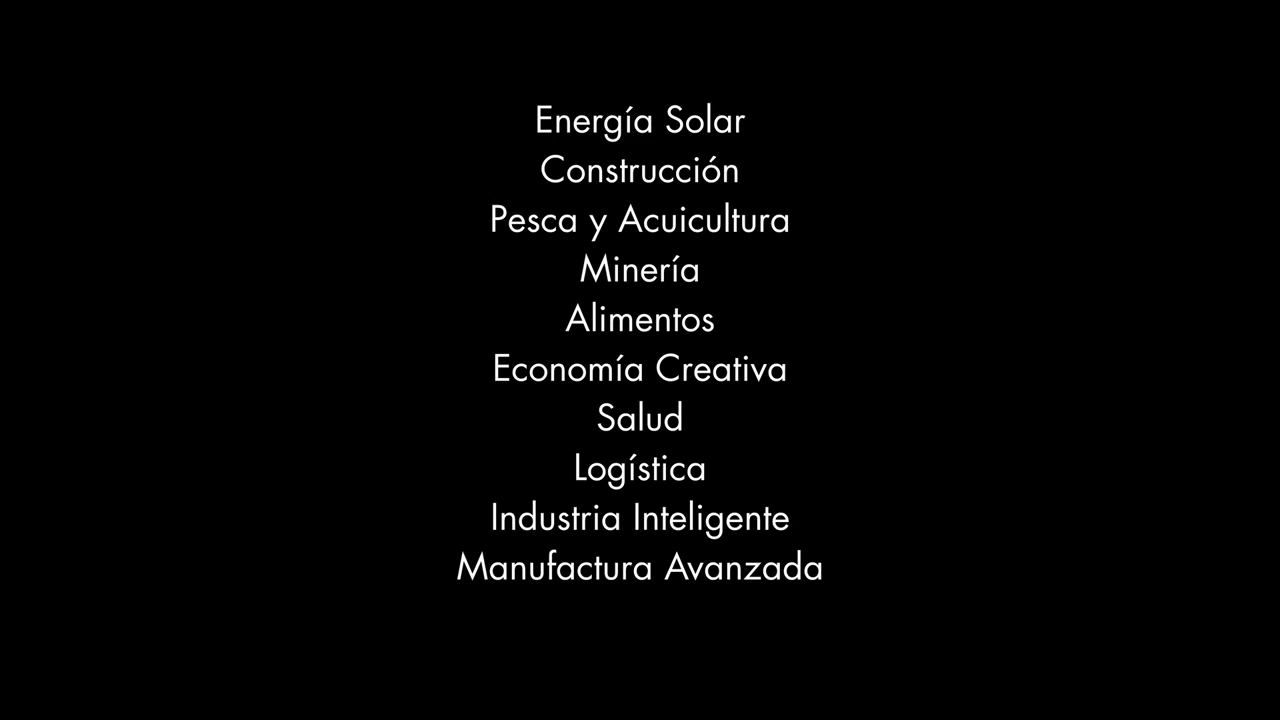 Energía Solar
Construcción
Pesca y Acuicultura
Minería
Alimentos
Economía Creativa
Salud
Logística
Industria Inteligente
Manufactura Avanzada